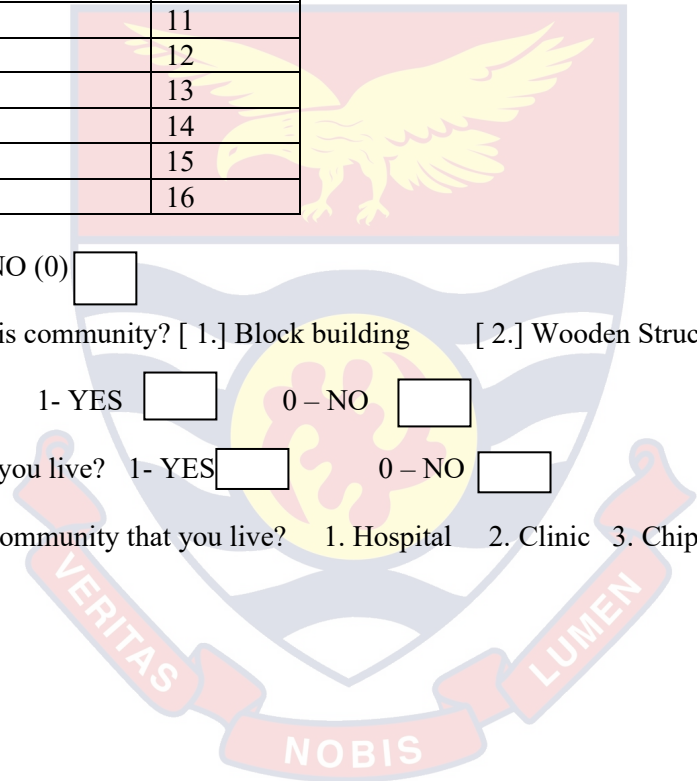 11
12
13
14
15
16
NO (0)
is community? [ 1.] Block building [ 2.] Wooden Struc
1- YES 0 – NO
you live? 1- YES 0 – NO
ommunity that you live? 1. Hospital 2. Clinic 3. Chip
VERITAS
NOBIS
LUMEN